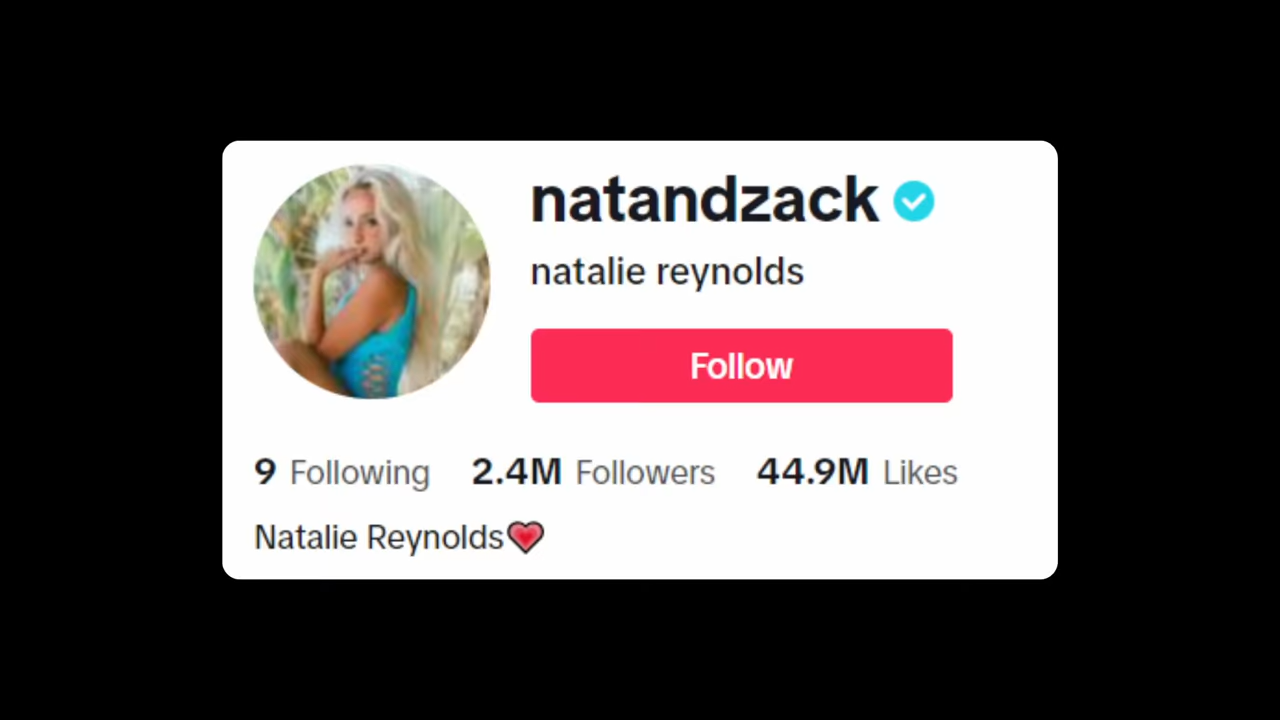 natandzack
natalie reynolds
Follow
9 Following 2.4M Followers 44.9M Likes
Natalie Reynolds💗